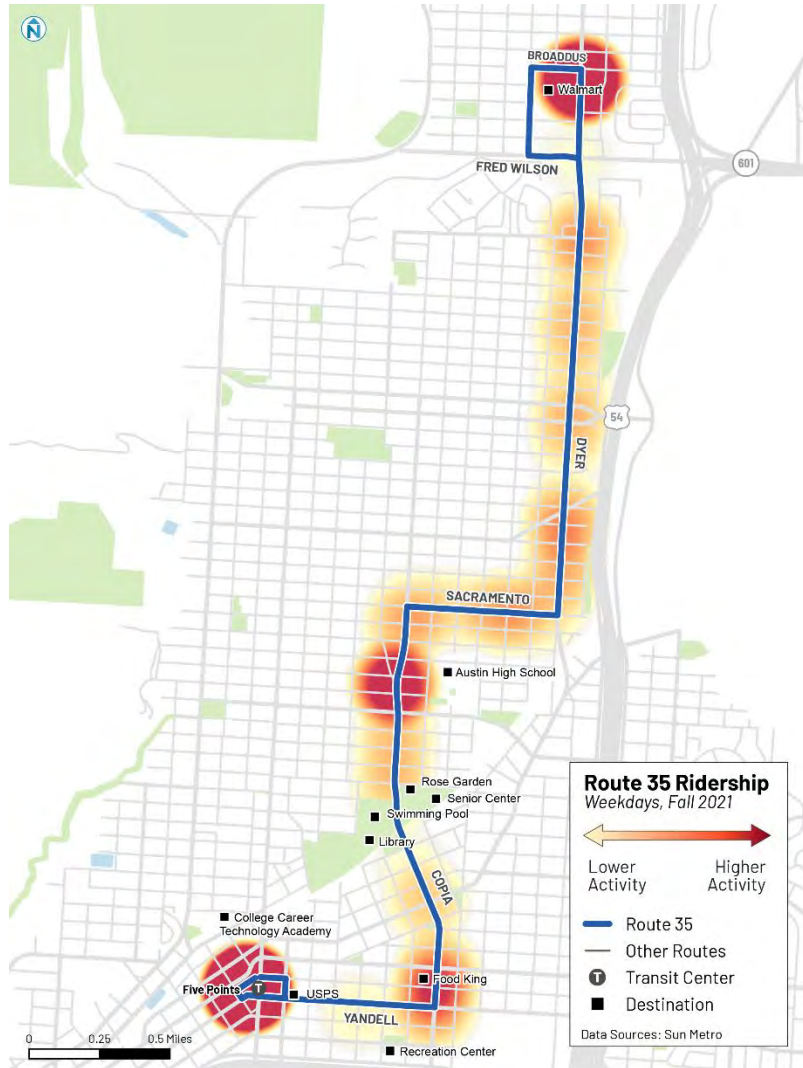 N
BROADDUS
Walmart
FRED WILSON
601
54
DYER
SACRAMENTO
Austin High School
Rose Garden
Senior Center
Swimming Pool
Library
COPIA
College Career
Technology Academy
Five Points
T
USPS
Food King
YANDELL
Recreation Center
0 0.25 0.5 Miles
Route 35 Ridership
Weekdays, Fall 2021
Lower Higher
Activity Activity
Route 35
Other Routes
T Transit Center
Destination
Data Sources: Sun Metro